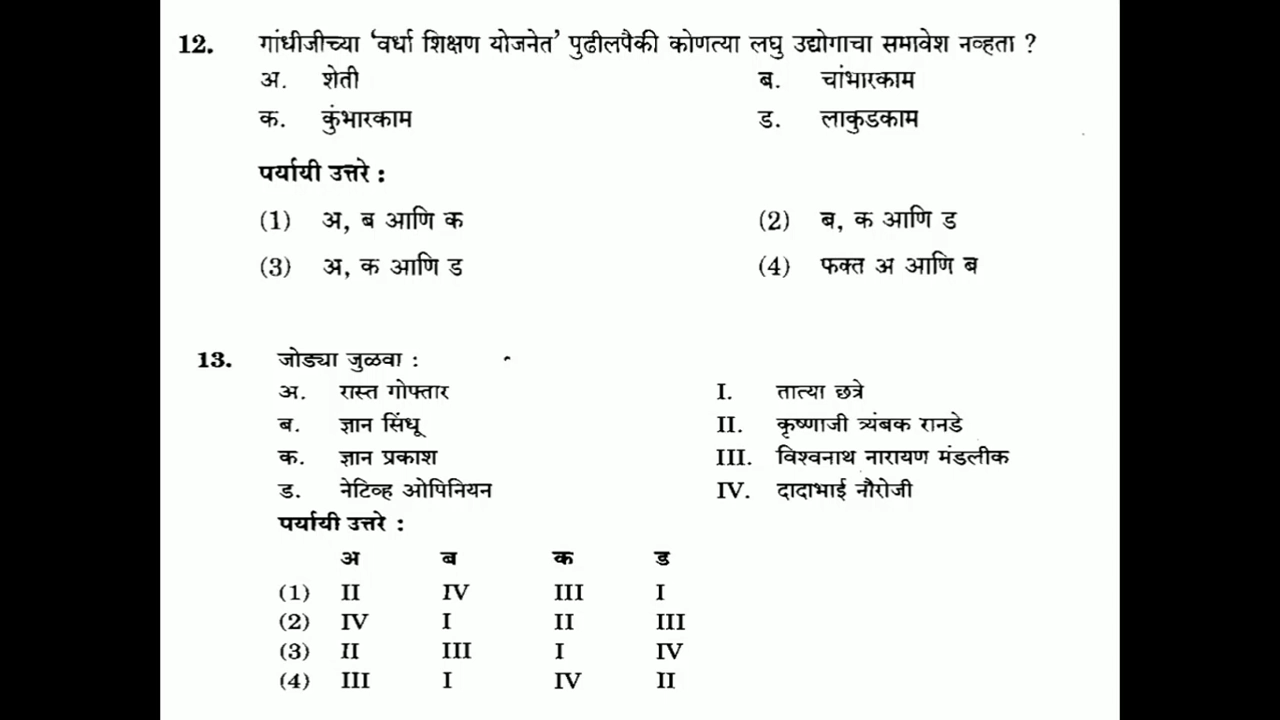 12. गांधीजीच्या ‘वर्धा शिक्षण योजनेत’ पुढीलपैकी कोणत्या लघु उद्योगाचा समावेश नव्हता ?
अ. शेती ब. चांभारकाम
क. कुंभारकाम ड. लाकुडकाम
पर्यायी उत्तरे :
(1) अ, ब आणि क (2) ब, क आणि ड
(3) अ, क आणि ड (4) फक्त अ आणि ब
13. जोड्या जुळवा :
अ. रास्त गोफ्तार I. तात्या छत्रे
ब. ज्ञान सिंधू II. कृष्णाजी त्र्यंबक रानडे
क. ज्ञान प्रकाश III. विश्वनाथ नारायण मंडलीक
ड. नेटिव्ह ओपिनियन IV. दादाभाई नौरोजी
पर्यायी उत्तरे :
अ ब क ड
(1) II IV III I
(2) IV I II III
(3) II III I IV
(4) III I IV II